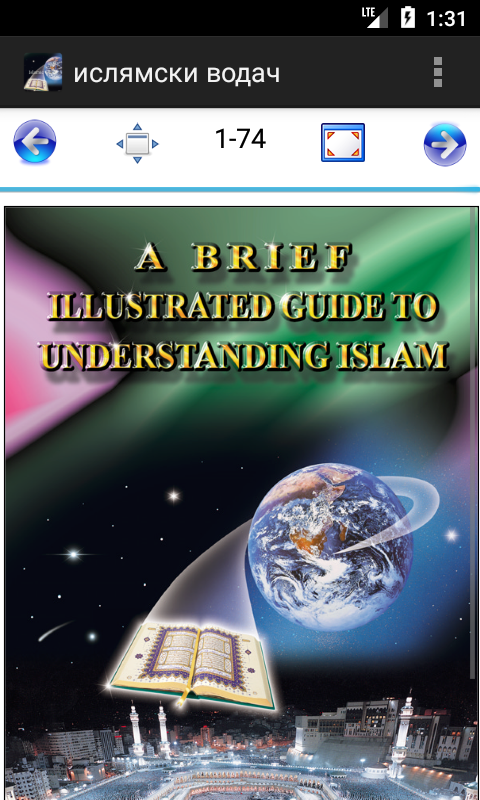 LTE 1:31
ислямски водач
1-74
A BRIEF
ILLUSTRATED GUIDE TO
UNDERSTANDING ISLAM